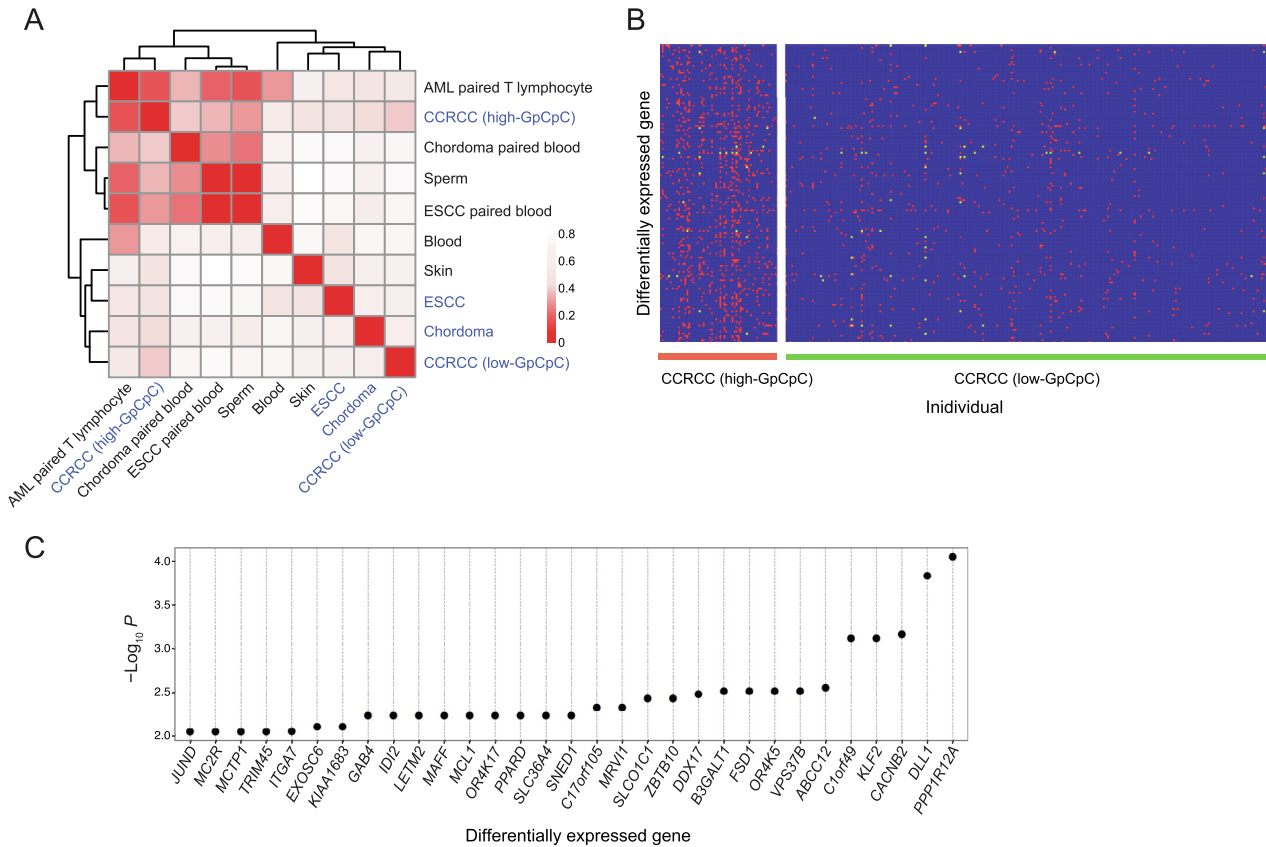 A
AML paired T lymphocyte
CCRCC (high-GpCpC)
Chordoma paired blood
Sperm
ESCC paired blood
Blood
Skin
ESCC
Chordoma
CCRCC (low-GpCpC)
0.8
0.6
0.4
0.2
0
AML paired T lymphocyte
CCRCC (high-GpCpC)
Chordoma paired blood
ESCC paired blood
Sperm
Blood
Skin
ESCC
Chordoma
CCRCC (low-GpCpC)
B
Differentially expressed gene
CCRCC (high-GpCpC)
CCRCC (low-GpCpC)
Inidividual
C
−Log10 P
4.0
3.5
3.0
2.5
2.0
JUND
MC2R
MCTP1
TRIM45
ITGA7
EXOSC6
KIAA1683
GAB4
IDI2
LETM2
MAFF
MCL1
OR4K17
PPARD
SLC36A4
SNED1
C17orf105
MRVI1
SLCO1C1
ZBTB10
DDX17
B3GALT1
FSD1
OR4K5
VPS37B
ABCC12
C1orf49
KLF2
CACNB2
DLL1
PPP1R12A
Differentially expressed gene